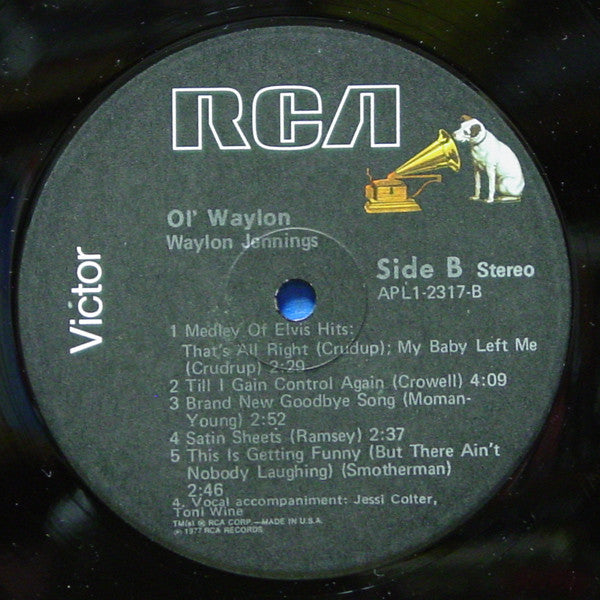 RCA
Victor
Ol' Waylon
Waylon Jennings
Side B Stereo
APL1-2317-B
1 Medley Of Elvis Hits:
That's All Right (Crudup); My Baby Left Me
(Crudrup) 2:29
2 Till I Gain Control Again (Crowell) 4:09
3 Brand New Goodbye Song (Moman-
Young) 2:52
4 Satin Sheets (Ramsey) 2:37
5 This Is Getting Funny (But There Ain't
Nobody Laughing) (Smotherman)
2:46
4. Vocal accompaniment: Jessi Colter,
Toni Wine
TM(s) ® RCA CORP.—MADE IN U.S.A.
℗ 1977 RCA RECORDS